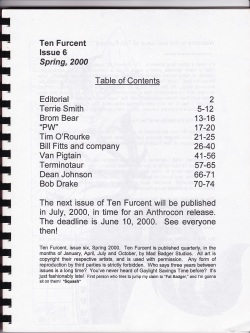 Ten Furcent
Issue 6
Spring, 2000
Table of Contents
Editorial 2
Terrie Smith 5-12
Brom Bear 13-16
"PW" 17-20
Tim O'Rourke 21-25
Bill Fitts and company 26-40
Van Pigtain 41-56
Terminotaur 57-65
Dean Johnson 66-71
Bob Drake 70-74
The next issue of Ten Furcent will be published
in July, 2000, in time for an Anthrocon release.
The deadline is June 10, 2000. See everyone
then!
Ten Furcent, issue six, Spring 2000. Ten Furcent is published quarterly, in the
months of January, April, July and October, by Mad Badger Studios. All art is
copyright their respective artists, and is used with permission. Any form of
reproduction by third parties is strictly forbidden. Who says three years between
issues is a long time? You've never heard of Gaylight Savings Time before? It's
just fashionably late! First person who tries to jump my claim to "Fat Badger," and I'm gonna
sit on them! *Squash*